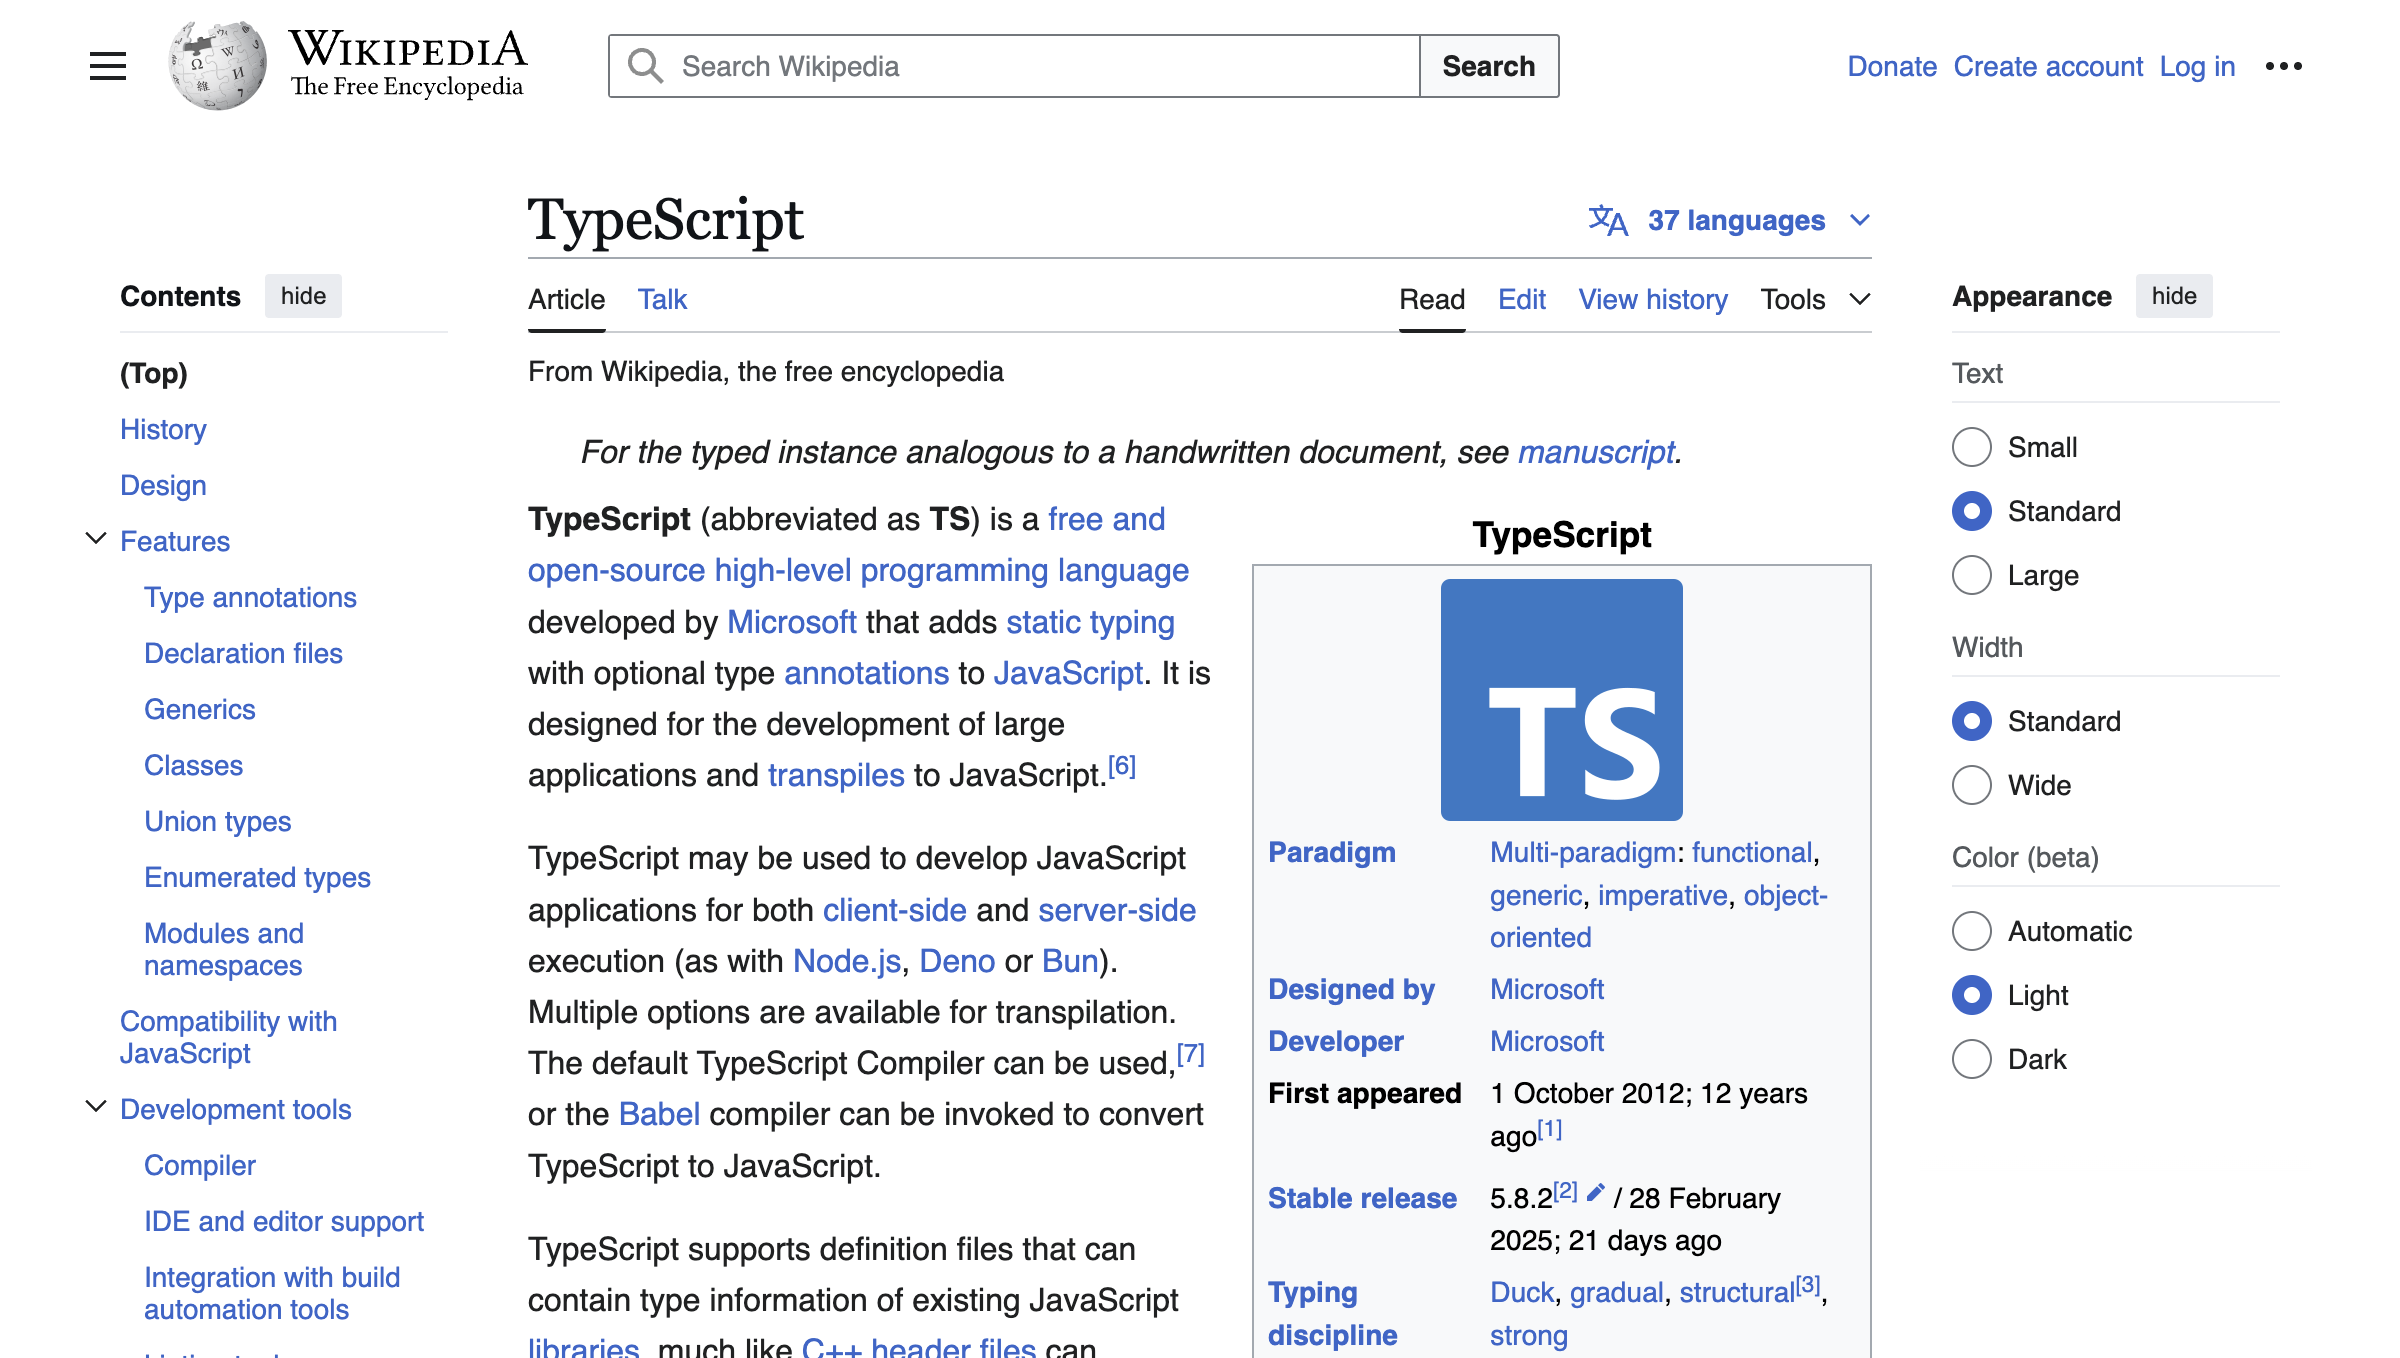 WIKIPEDIA
The Free Encyclopedia
Search Wikipedia
Search
Donate Create account Log in
TypeScript
37 languages
Contents hide
(Top)
History
Design
Features
Type annotations
Declaration files
Generics
Classes
Union types
Enumerated types
Modules and
namespaces
Compatibility with
JavaScript
Development tools
Compiler
IDE and editor support
Integration with build
automation tools
Article Talk
Read Edit View history Tools
From Wikipedia, the free encyclopedia
For the typed instance analogous to a handwritten document, see manuscript.
TypeScript (abbreviated as TS) is a free and
open-source high-level programming language
developed by Microsoft that adds static typing
with optional type annotations to JavaScript. It is
designed for the development of large
applications and transpiles to JavaScript.[6]
TypeScript may be used to develop JavaScript
applications for both client-side and server-side
execution (as with Node.js, Deno or Bun).
Multiple options are available for transpilation.
The default TypeScript Compiler can be used,[7]
or the Babel compiler can be invoked to convert
TypeScript to JavaScript.
TypeScript supports definition files that can
contain type information of existing JavaScript
libraries, much like C++ header files can
TypeScript
TS
Paradigm Multi-paradigm: functional,
generic, imperative, object-
oriented
Designed by Microsoft
Developer Microsoft
First appeared 1 October 2012; 12 years
ago[1]
Stable release 5.8.2[2] / 28 February
2025; 21 days ago
Typing Duck, gradual, structural[3],
discipline strong
Appearance hide
Text
Small
Standard
Large
Width
Standard
Wide
Color (beta)
Automatic
Light
Dark